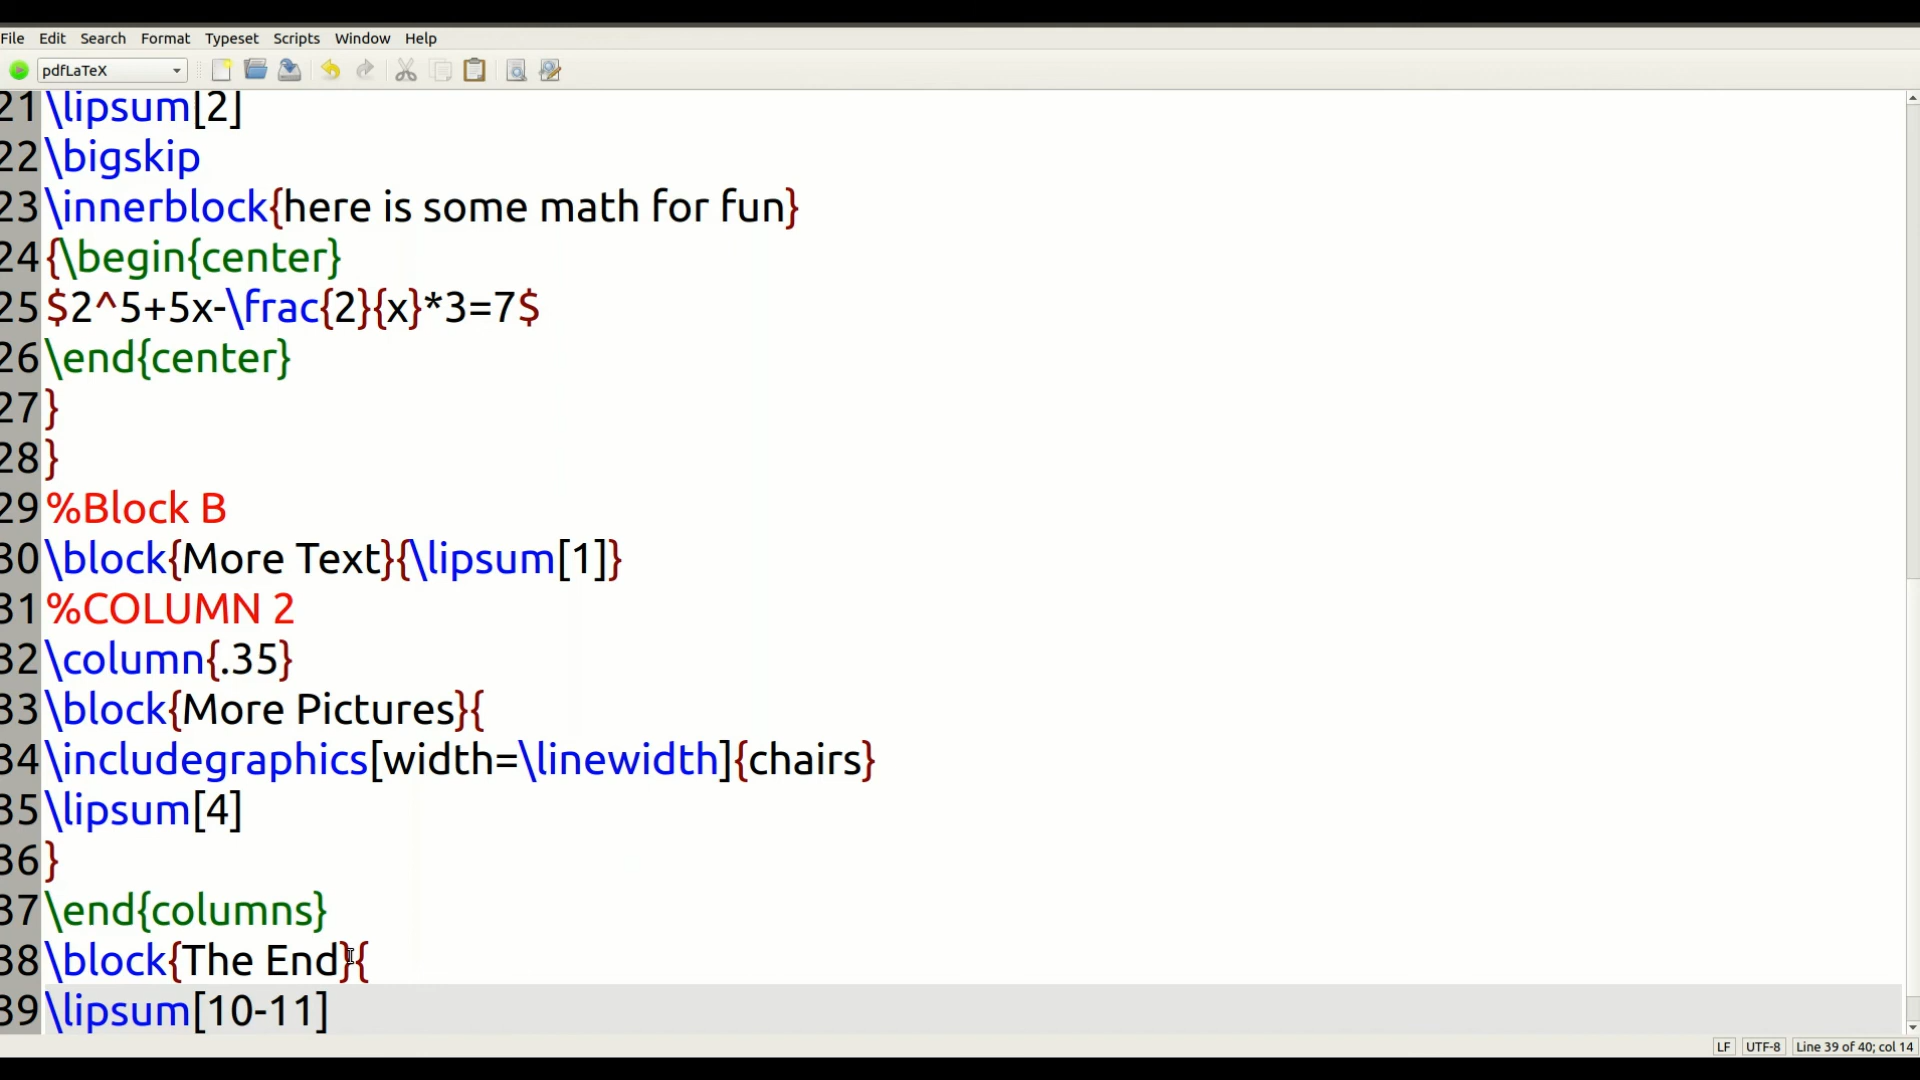 File Edit Search Format Typeset Scripts Window Help
pdfLaTeX
21 \lipsum[2]
22 \bigskip
23 \innerblock{here is some math for fun}
24 {\begin{center}
25 $2^5+5x-\frac{2}{x}*3=7$
26 \end{center}
27 }
28 }
29 %Block B
30 \block{More Text}{\lipsum[1]}
31 %COLUMN 2
32 \column{.35}
33 \block{More Pictures}{
34 \includegraphics[width=\linewidth]{chairs}
35 \lipsum[4]
36 }
37 \end{columns}
38 \block{The End}{
39 \lipsum[10-11]
LF UTF-8 Line 39 of 40; col 14